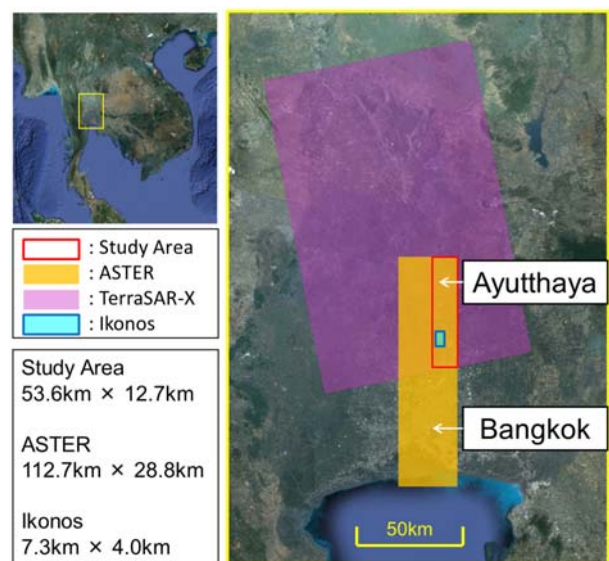 : Study Area
: ASTER
: TerraSAR-X
: Ikonos
Study Area
53.6km × 12.7km
ASTER
112.7km × 28.8km
Ikonos
7.3km × 4.0km
Ayutthaya
Bangkok
50km